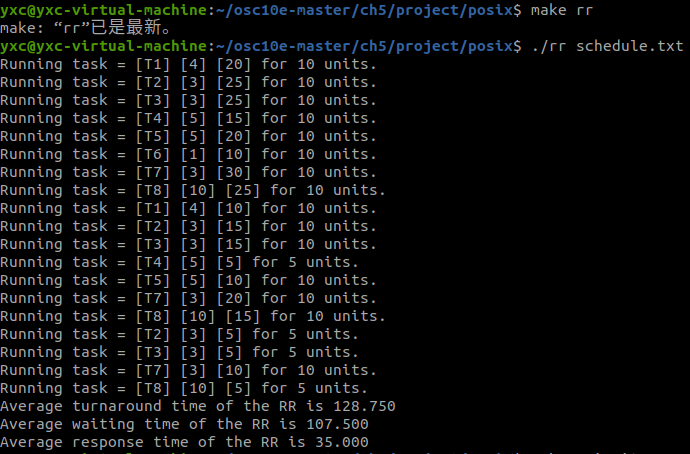 yxc@yxc-virtual-machine:~/osc10e-master/ch5/project/posix$ make rr
make: “rr”已是最新。
yxc@yxc-virtual-machine:~/osc10e-master/ch5/project/posix$ ./rr schedule.txt
Running task = [T1] [4] [20] for 10 units.
Running task = [T2] [3] [25] for 10 units.
Running task = [T3] [3] [25] for 10 units.
Running task = [T4] [5] [15] for 10 units.
Running task = [T5] [5] [20] for 10 units.
Running task = [T6] [1] [10] for 10 units.
Running task = [T7] [3] [30] for 10 units.
Running task = [T8] [10] [25] for 10 units.
Running task = [T1] [4] [10] for 10 units.
Running task = [T2] [3] [15] for 10 units.
Running task = [T3] [3] [15] for 10 units.
Running task = [T4] [5] [5] for 5 units.
Running task = [T5] [5] [10] for 10 units.
Running task = [T7] [3] [20] for 10 units.
Running task = [T8] [10] [15] for 10 units.
Running task = [T2] [3] [5] for 5 units.
Running task = [T3] [3] [5] for 5 units.
Running task = [T7] [3] [10] for 10 units.
Running task = [T8] [10] [5] for 5 units.
Average turnaround time of the RR is 128.750
Average waiting time of the RR is 107.500
Average response time of the RR is 35.000